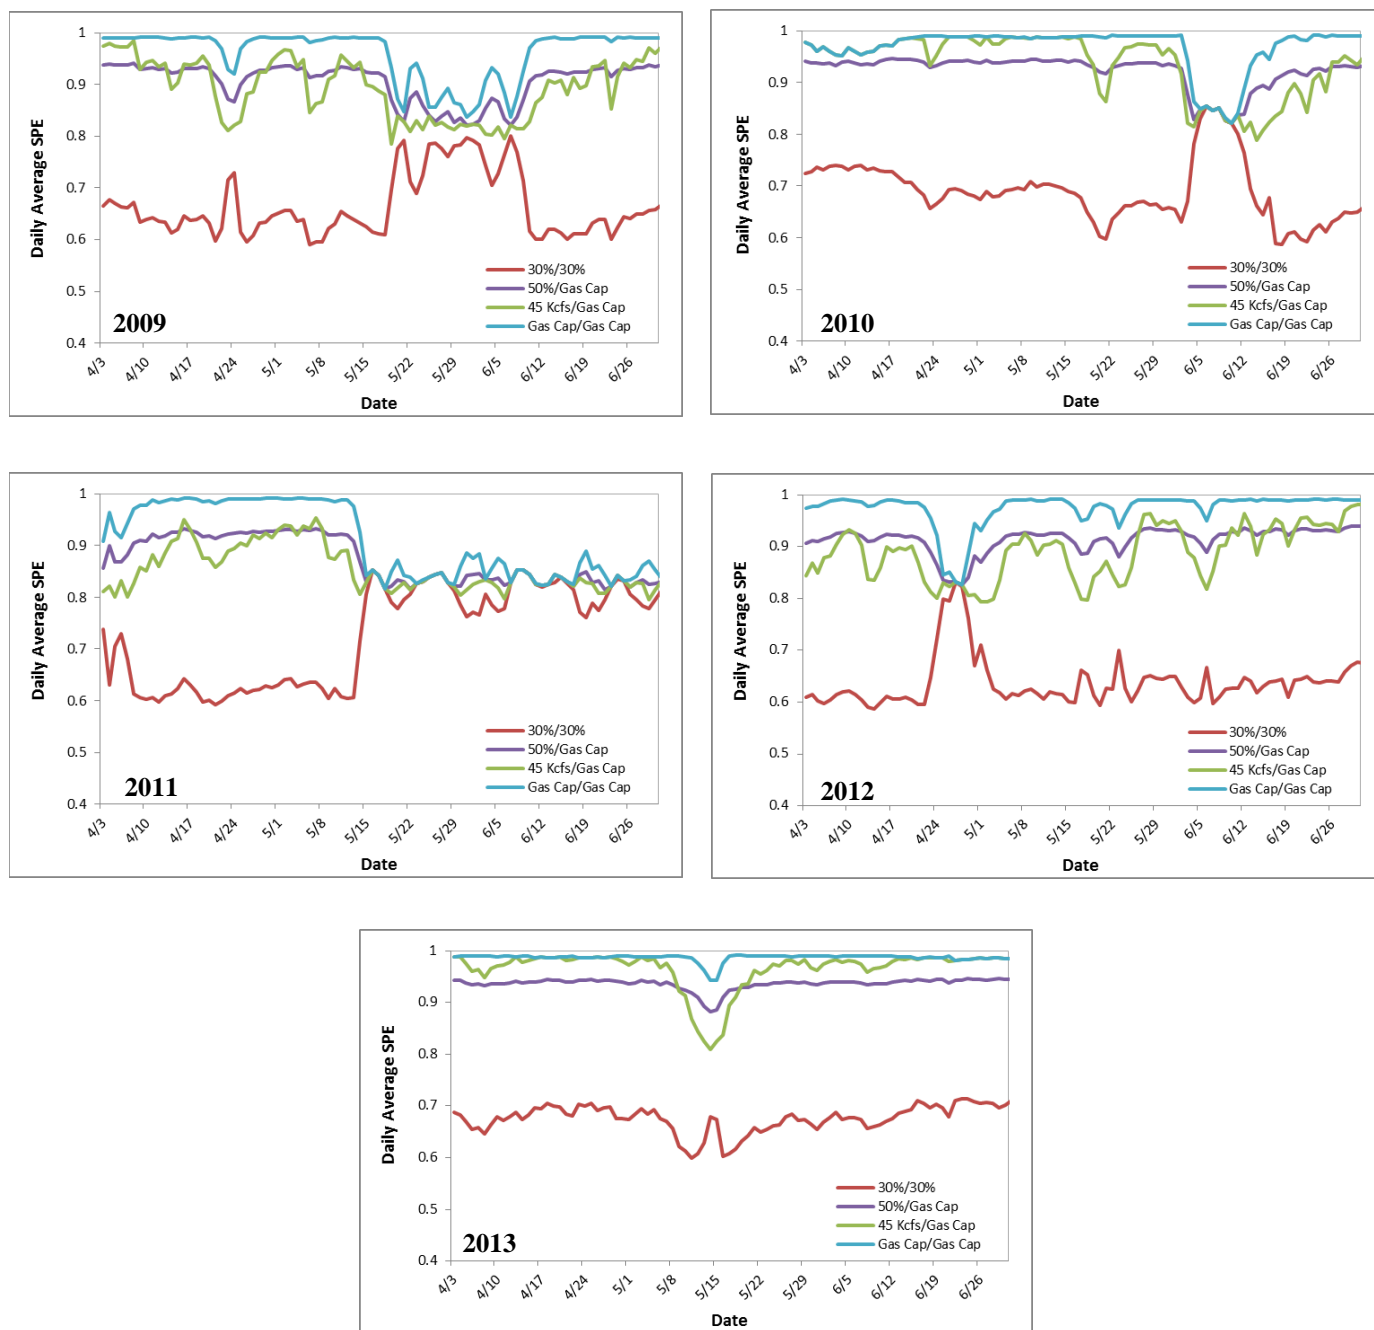 Daily Average SPE
1
0.9
0.8
0.7
0.6
0.5
0.4
30%/30%
50%/Gas Cap
45 Kcfs/Gas Cap
Gas Cap/Gas Cap
2009
4/3 4/10 4/17 4/24 5/1 5/8 5/15 5/22 5/29 6/5 6/12 6/19 6/26
Date
Daily Average SPE
1
0.9
0.8
0.7
0.6
0.5
0.4
30%/30%
50%/Gas Cap
45 Kcfs/Gas Cap
Gas Cap/Gas Cap
2010
4/3 4/10 4/17 4/24 5/1 5/8 5/15 5/22 5/29 6/5 6/12 6/19 6/26
Date
Daily Average SPE
1
0.9
0.8
0.7
0.6
0.5
0.4
30%/30%
50%/Gas Cap
45 Kcfs/Gas Cap
Gas Cap/Gas Cap
2011
4/3 4/10 4/17 4/24 5/1 5/8 5/15 5/22 5/29 6/5 6/12 6/19 6/26
Date
Daily Average SPE
1
0.9
0.8
0.7
0.6
0.5
0.4
30%/30%
50%/Gas Cap
45 Kcfs/Gas Cap
Gas Cap/Gas Cap
2012
4/3 4/10 4/17 4/24 5/1 5/8 5/15 5/22 5/29 6/5 6/12 6/19 6/26
Date
Daily Average SPE
1
0.9
0.8
0.7
0.6
0.5
0.4
30%/30%
50%/Gas Cap
45 Kcfs/Gas Cap
Gas Cap/Gas Cap
2013
4/3 4/10 4/17 4/24 5/1 5/8 5/15 5/22 5/29 6/5 6/12 6/19 6/26
Date